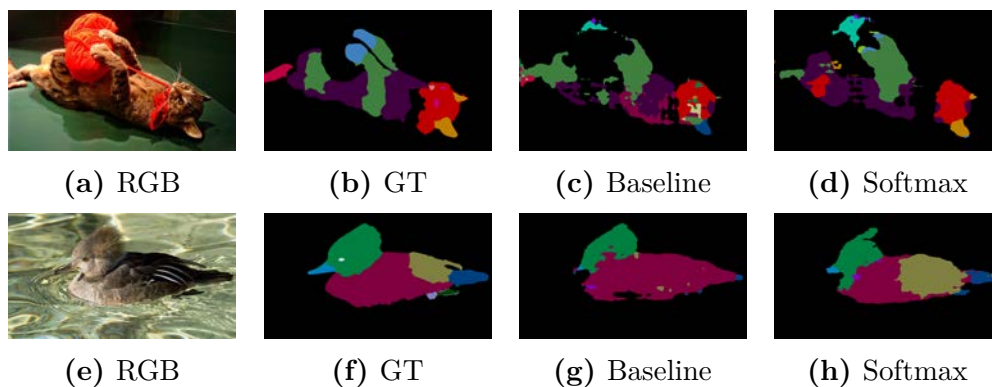 (a) RGB
(b) GT
(c) Baseline
(d) Softmax
(e) RGB
(f) GT
(g) Baseline
(h) Softmax